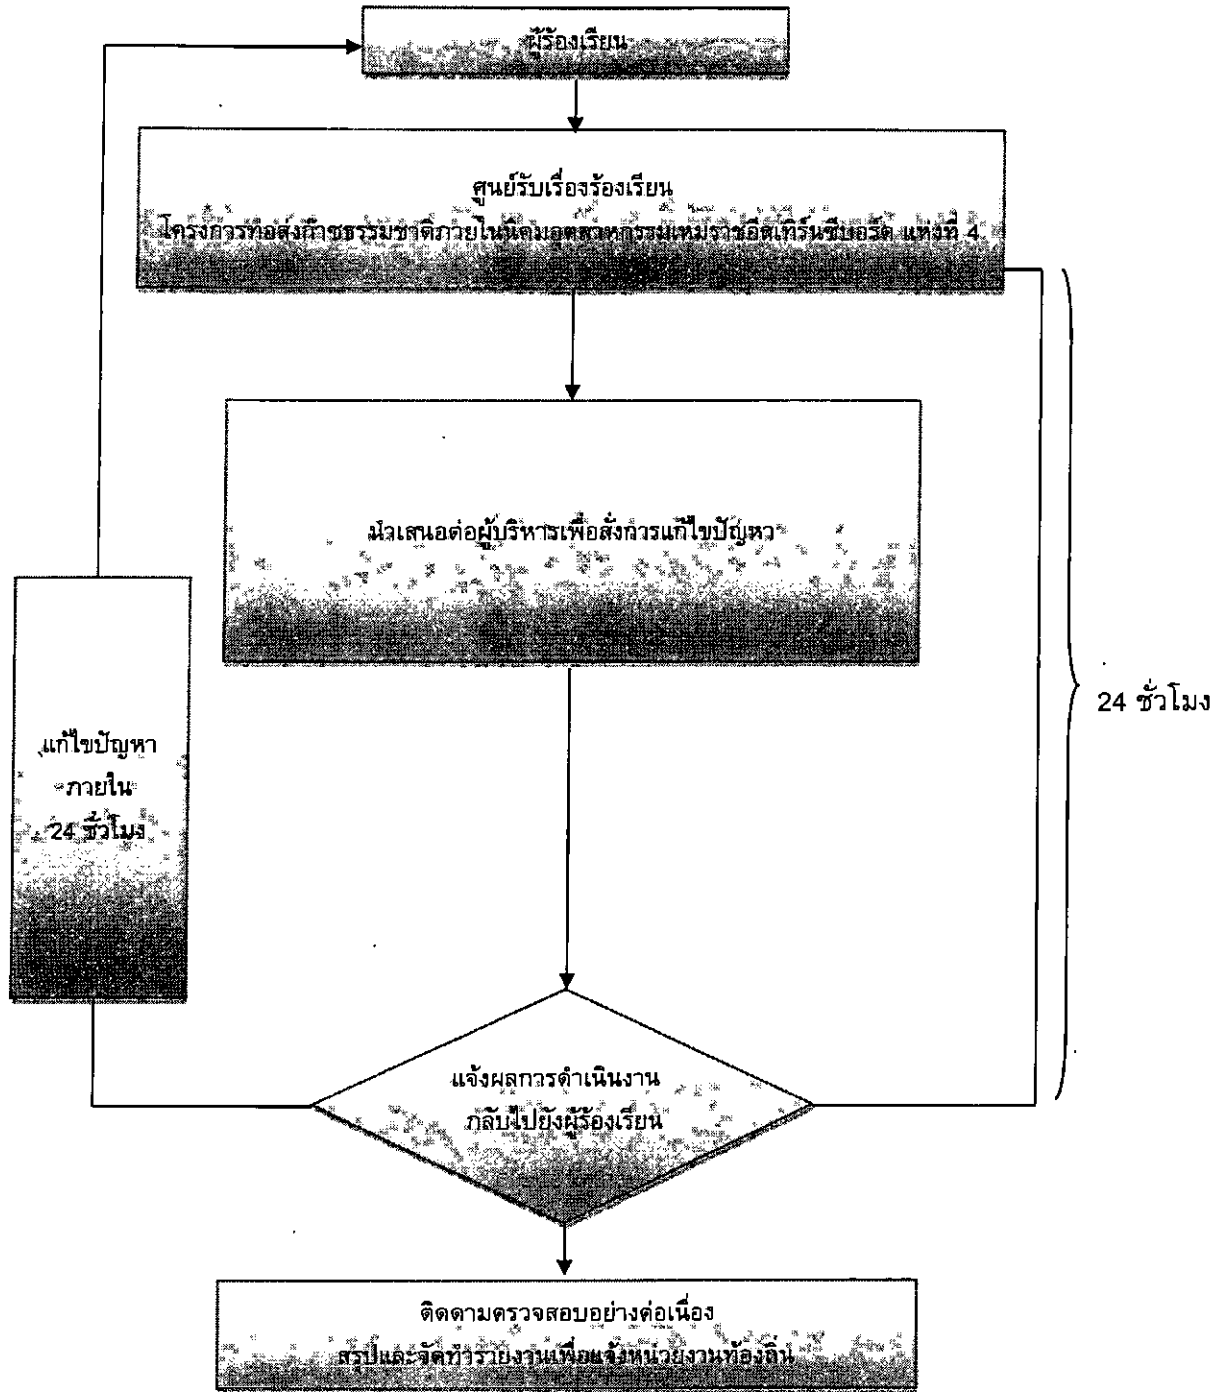 ผู้ร้องเรียน
ศูนย์รับเรื่องร้องเรียน
โครงการท่อส่งก๊าซธรรมชาติภายในนิคมอุตสาหกรรมเหมราชอีสเทิร์นซีบอร์ด แห่งที่ 4
นำเสนอต่อผู้บริหารเพื่อสั่งการแก้ไขปัญหา
24 ชั่วโมง
แก้ไขปัญหา
ภายใน
24 ชั่วโมง
แจ้งผลการดำเนินงาน
กลับไปยังผู้ร้องเรียน
ติดตามตรวจสอบอย่างต่อเนื่อง
สรุปและจัดทำรายงานเพื่อแจ้งหน่วยงานท้องถิ่น